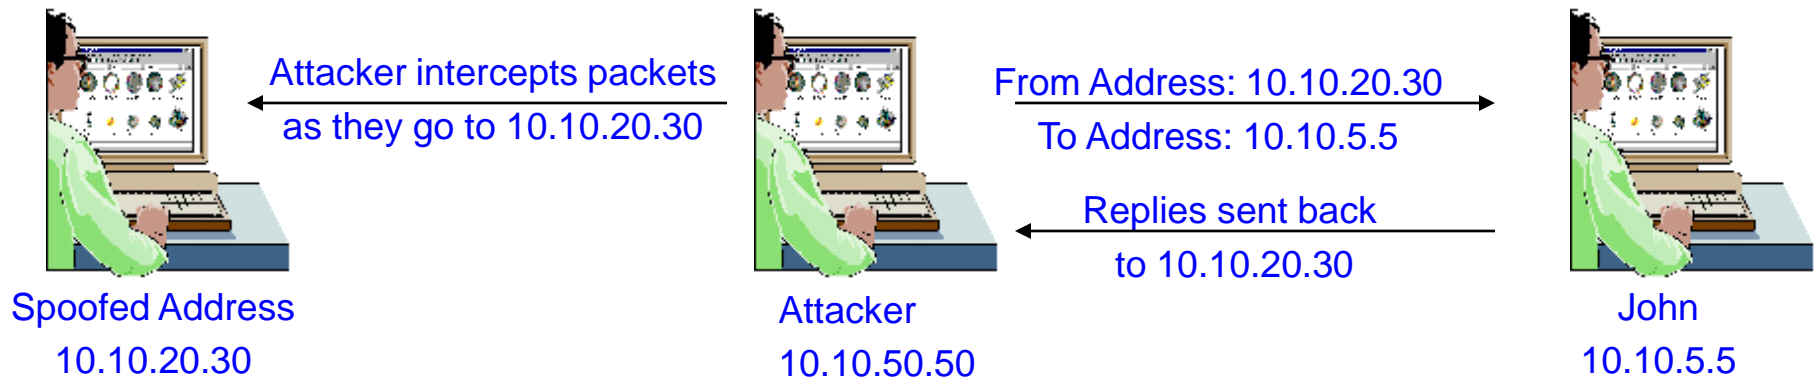 Attacker intercepts packets
as they go to 10.10.20.30
From Address: 10.10.20.30
To Address: 10.10.5.5
Replies sent back
to 10.10.20.30
Spoofed Address
10.10.20.30
Attacker
10.10.50.50
John
10.10.5.5